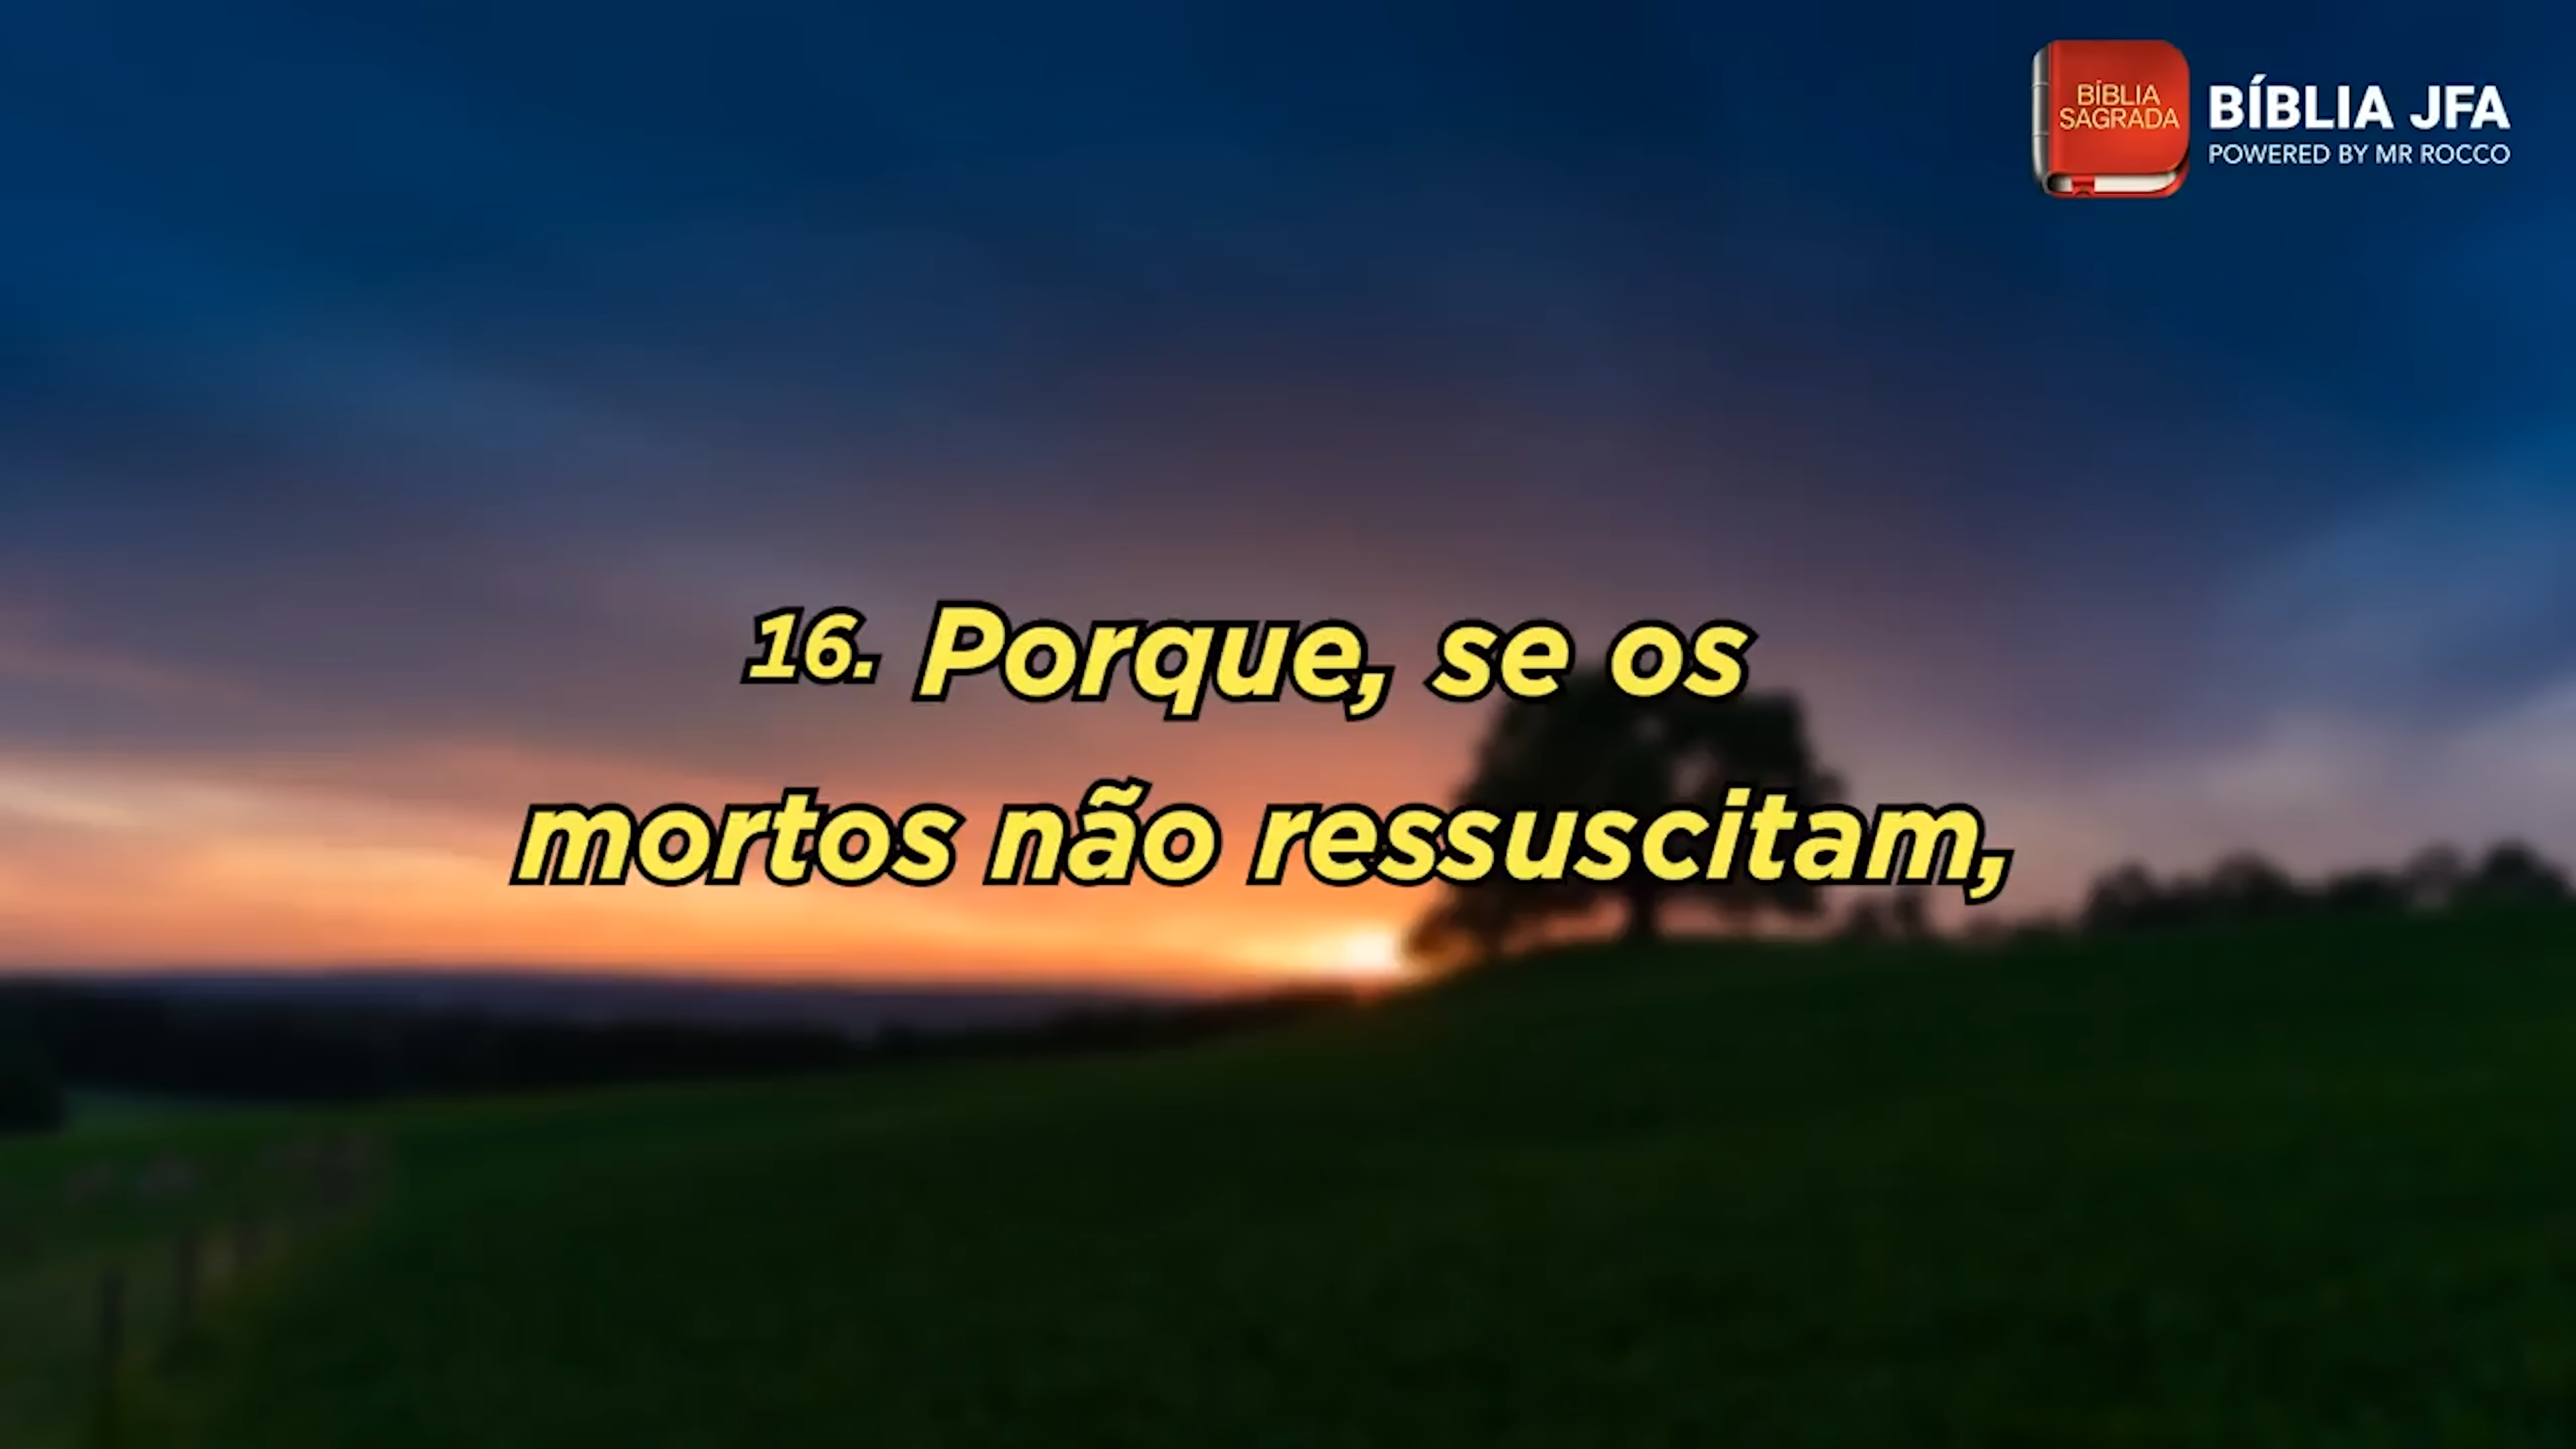 BÍBLIA
SAGRADA
BÍBLIA JFA
POWERED BY MR ROCCO
16. Porque, se os
mortos não ressuscitam,